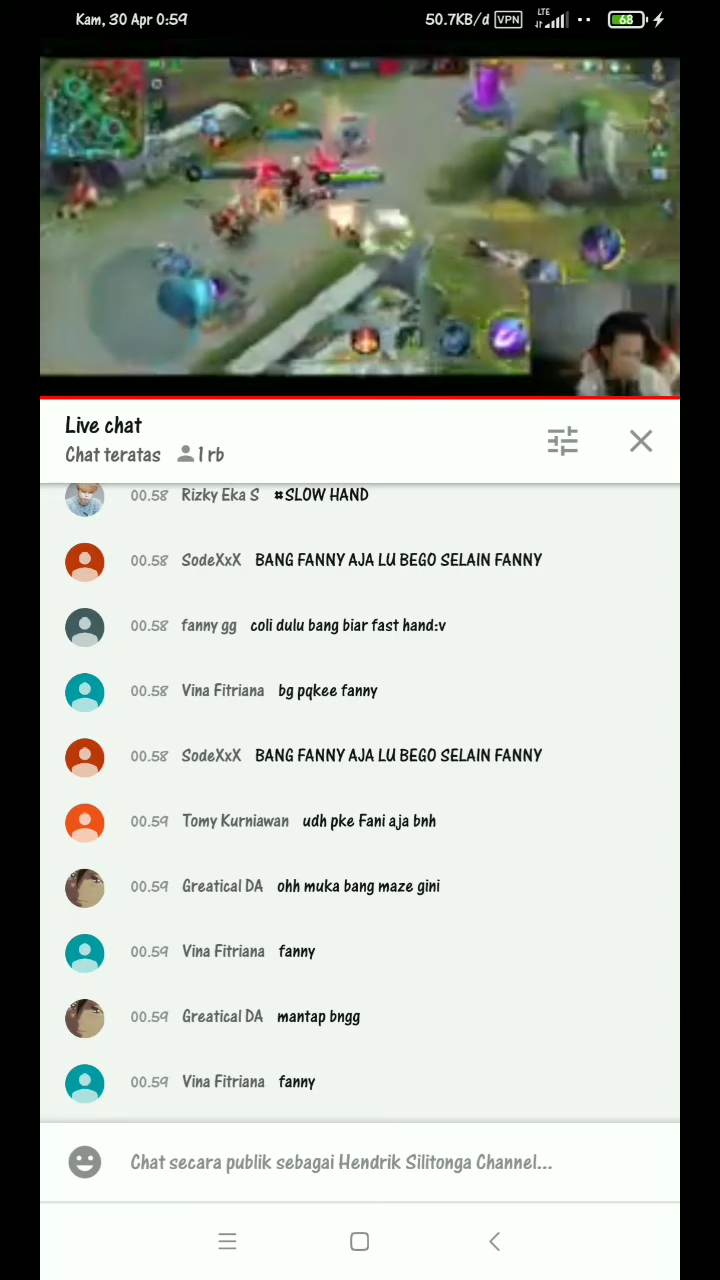 Kam, 30 Apr 0:59 50.7KB/d VPN LTE 68
Live chat
Chat teratas 1 rb
00.58 Rizky Eka S #SLOW HAND
00.58 SodeXxX BANG FANNY AJA LU BEGO SELAIN FANNY
00.58 fanny gg coli dulu bang biar fast hand:v
00.58 Vina Fitriana bg pqkee fanny
00.58 SodeXxX BANG FANNY AJA LU BEGO SELAIN FANNY
00.59 Tomy Kurniawan udh pke Fani aja bnh
00.59 Greatical DA ohh muka bang maze gini
00.59 Vina Fitriana fanny
00.59 Greatical DA mantap bngg
00.59 Vina Fitriana fanny
Chat secara publik sebagai Hendrik Silitonga Channel...